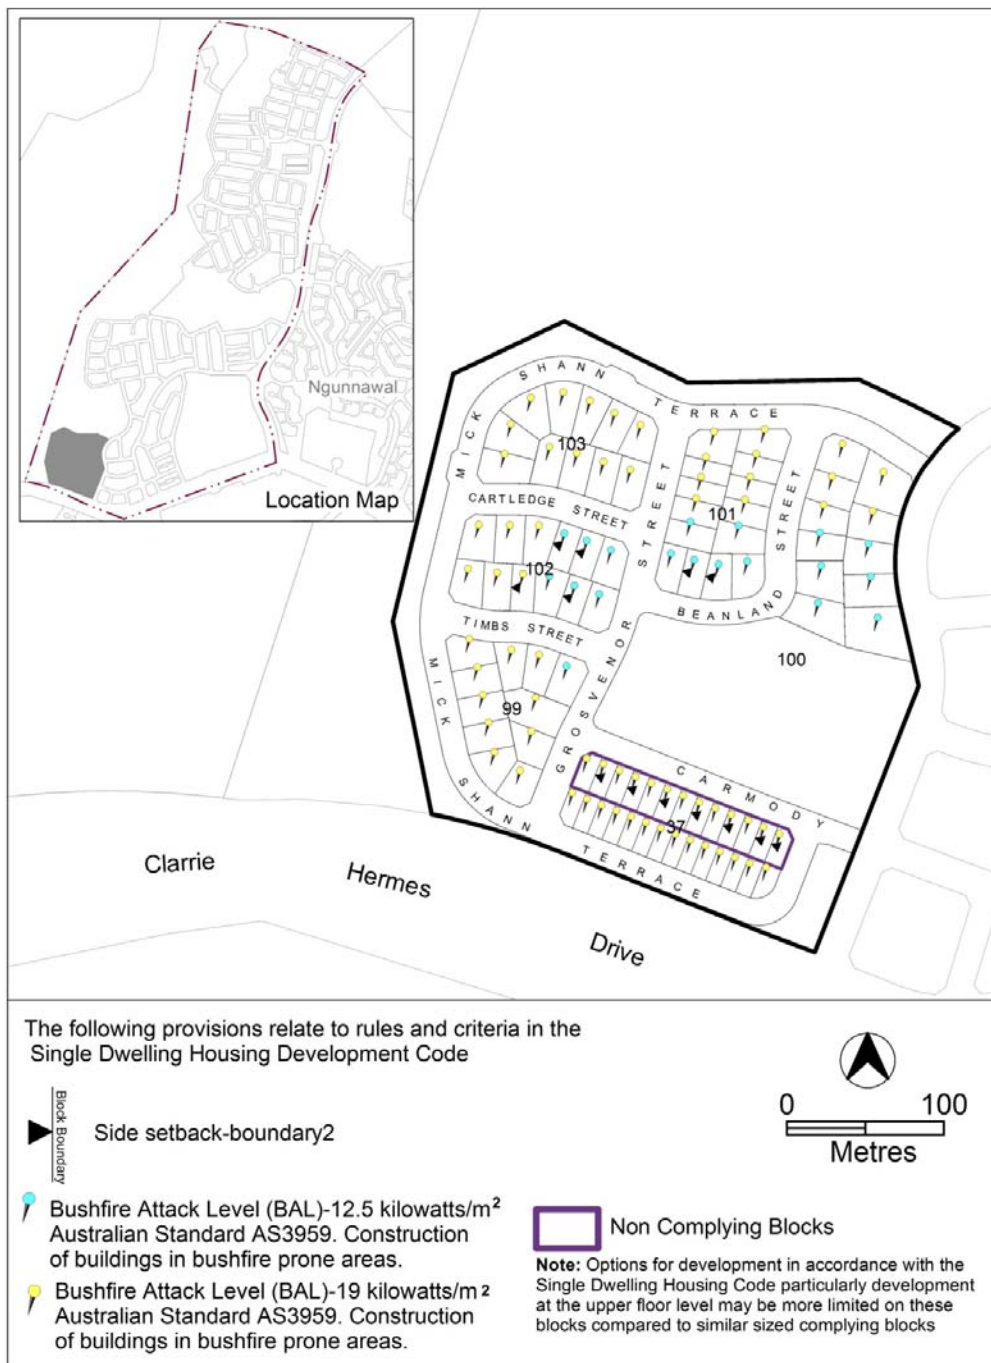 Ngunnawal
Location Map
MICK SHANN TERRACE
103
CARTLEDGE STREET
STREET
101
STREET
102
BEANLAND
TIMBS STREET
100
MICK
99
GROSVENOR
CARMODY
SHANN
37
TERRACE
Clarrie
Hermes
Drive
The following provisions relate to rules and criteria in the
Single Dwelling Housing Development Code
Block Boundary
Side setback-boundary2
0 100
Metres
Bushfire Attack Level (BAL)-12.5 kilowatts/m²
Australian Standard AS3959. Construction
of buildings in bushfire prone areas.
Bushfire Attack Level (BAL)-19 kilowatts/m²
Australian Standard AS3959. Construction
of buildings in bushfire prone areas.
Non Complying Blocks
Note: Options for development in accordance with the
Single Dwelling Housing Code particularly development
at the upper floor level may be more limited on these
blocks compared to similar sized complying blocks